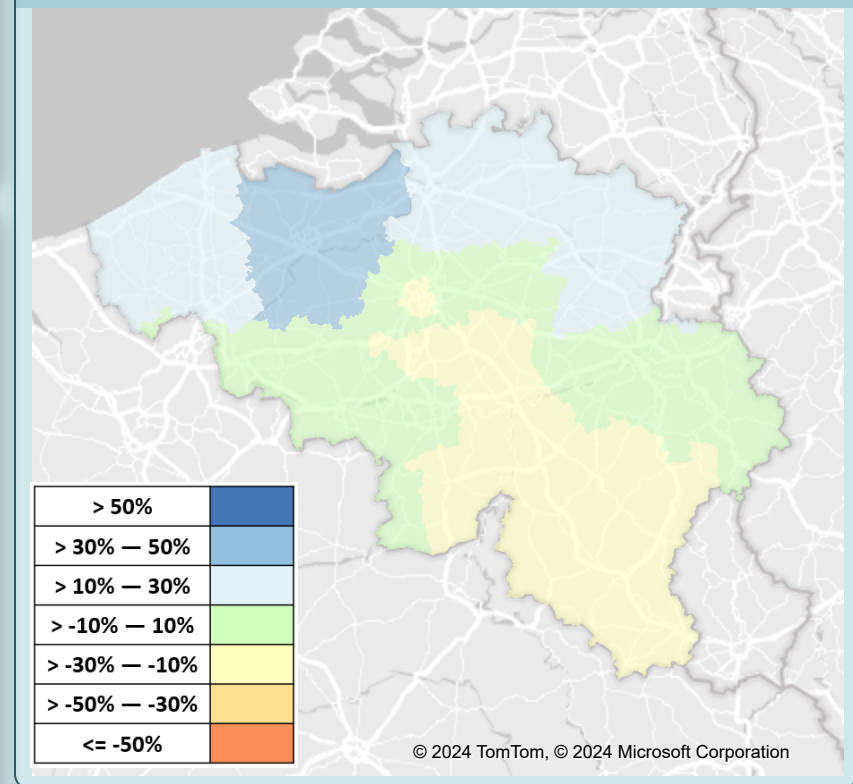 > 50%
> 30% — 50%
> 10% — 30%
> -10% — 10%
> -30% — -10%
> -50% — -30%
<= -50%
© 2024 TomTom, © 2024 Microsoft Corporation